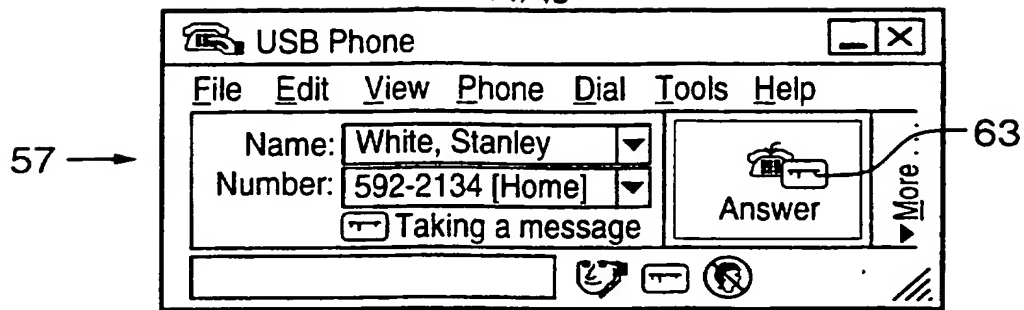 USB Phone
File Edit View Phone Dial Tools Help
Name: White, Stanley
Number: 592-2134 [Home]
Taking a message
Answer
More...
57
63